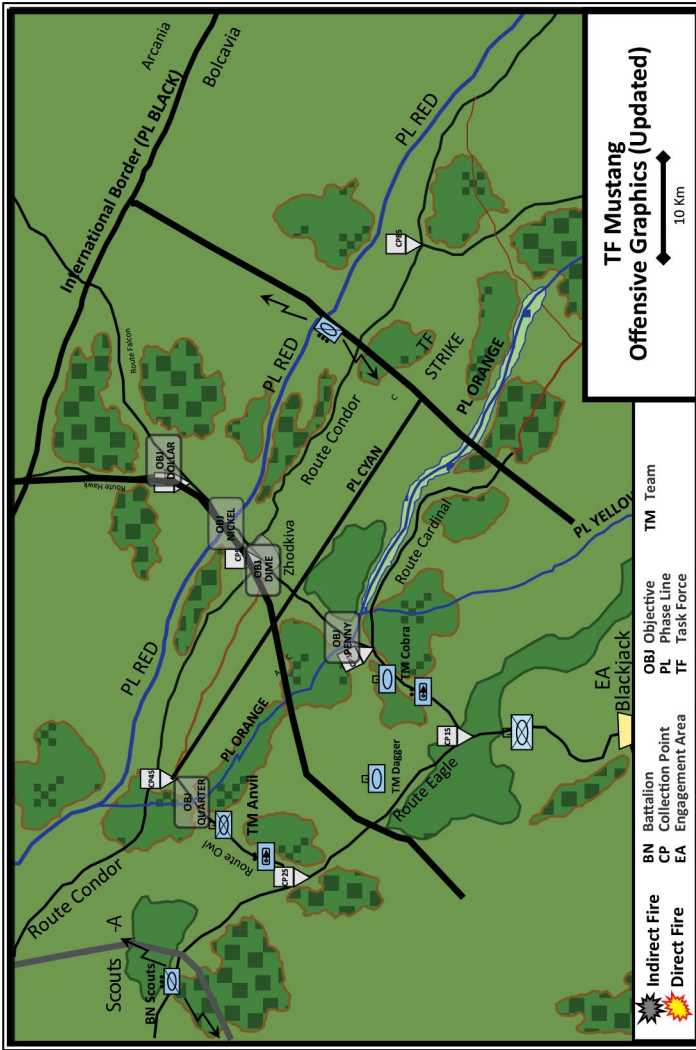 Arcania
Bolcavia
International Border (PL BLACK)
PL RED
Route Falcon
OBJ
DOLLAR
Route Hawk
PL RED
OBJ
NICKEL
OBJ
DIME
Zhodkiva
Route Condor
PL CYAN
CP85
TF
STRIKE
C
PL ORANGE
PL RED
PL ORANGE
Route Cardinal
OBJ
PENNY
TM Cobra
A
C
CP45
OBJ
QUARTER
Route Condor
TM Anvil
Route Owl
CP25
TM Dagger
Route Eagle
CP15
Scouts
-A
BN Scouts
EA
Blackjack
PL YELLOW
TF Mustang
Offensive Graphics (Updated)
10 Km
Indirect Fire
Direct Fire
BN Battalion
CP Collection Point
EA Engagement Area
OBJ Objective
PL Phase Line
TF Task Force
TM Team